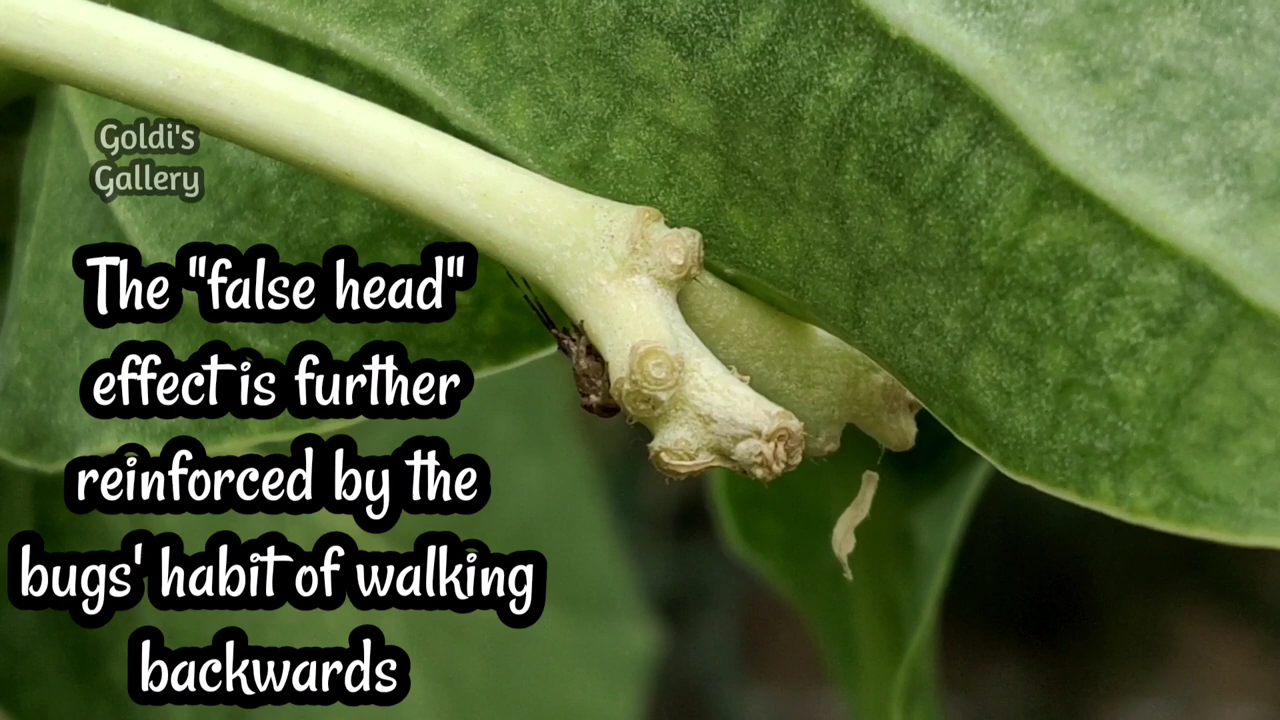 Goldi's
Gallery
The "false head"
effect is further
reinforced by the
bugs' habit of walking
backwards